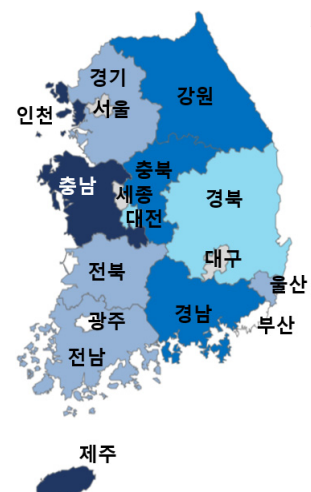 경기
강원
인천
서울
충북
충남
세종
경북
대전
대구
전북
울산
경남
광주
부산
전남
제주